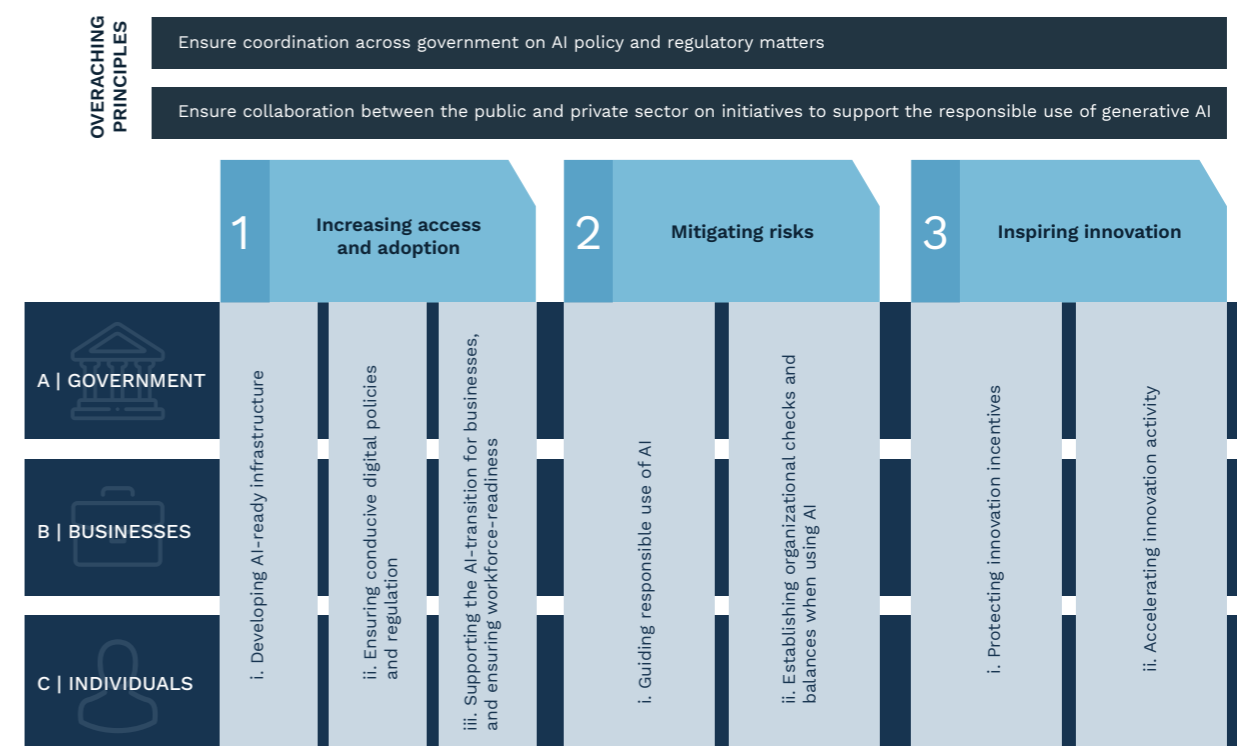 OVERACHING
PRINCIPLES
Ensure coordination across government on AI policy and regulatory matters
Ensure collaboration between the public and private sector on initiatives to support the responsible use of generative AI
1
Increasing access
and adoption
2
Mitigating risks
3
Inspiring innovation
A | GOVERNMENT
B | BUSINESSES
C | INDIVIDUALS
i. Developing AI-ready infrastructure
ii. Ensuring conducive digital policies
and regulation
iii. Supporting the AI-transition for businesses,
and ensuring workforce-readiness
i. Guiding responsible use of AI
ii. Establishing organizational checks and
balances when using AI
i. Protecting innovation incentives
ii. Accelerating innovation activity